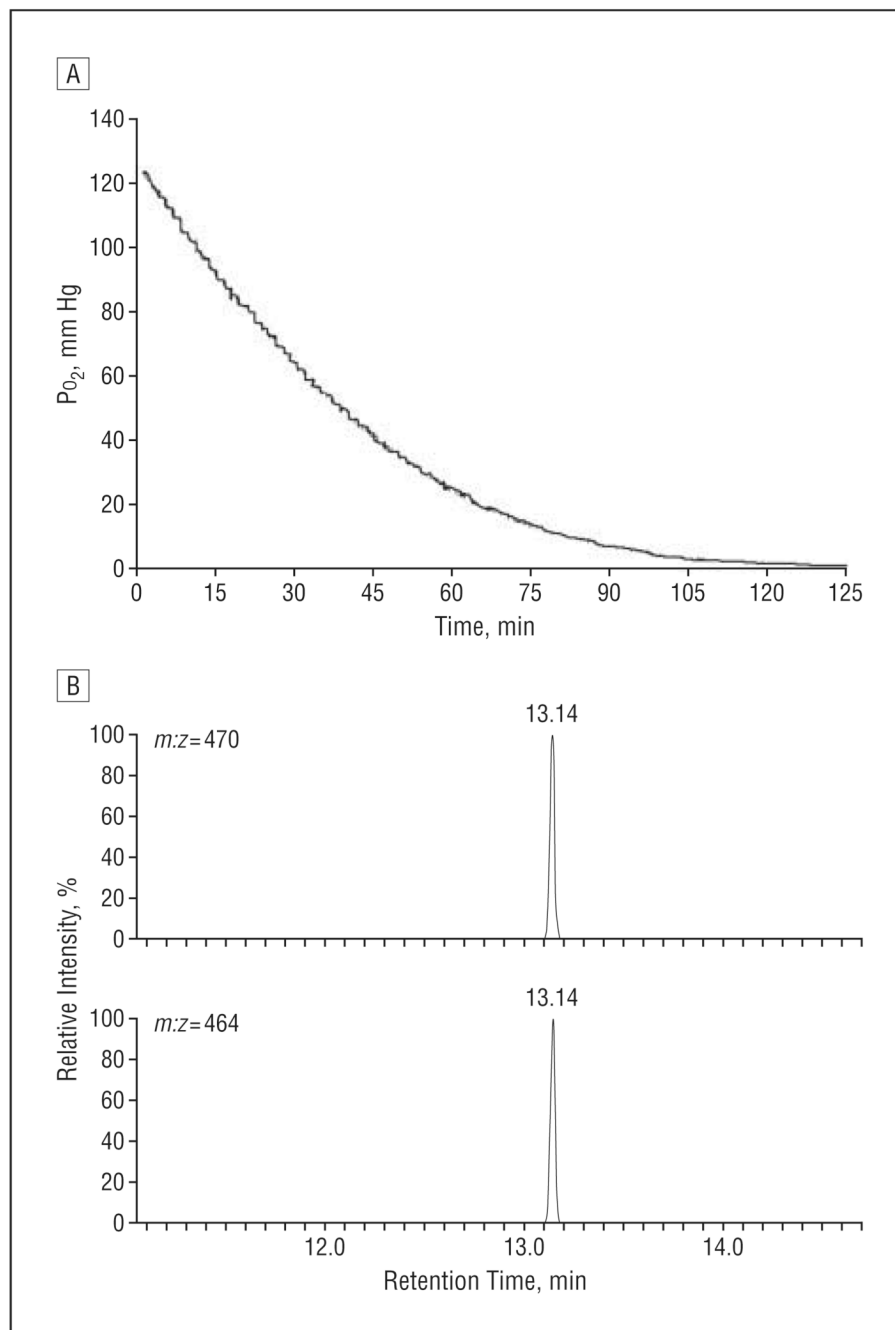 A
140
120
100
80
60
40
20
0
PO2, mm Hg
0 15 30 45 60 75 90 105 120 125
Time, min
B
13.14
m:z=470
100
80
60
40
20
0
13.14
m:z=464
100
80
60
40
20
0
Relative Intensity, %
12.0 13.0 14.0
Retention Time, min